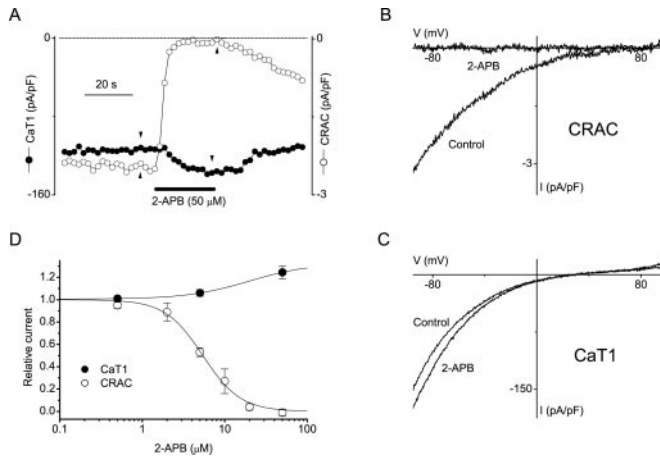 A
0
0
20 s
CaT1 (pA/pF)
CRAC (pA/pF)
-160
-3
2-APB (50 μM)
B
V (mV)
-80
80
2-APB
Control
CRAC
-3
I (pA/pF)
C
V (mV)
-80
80
Control
2-APB
CaT1
-150
I (pA/pF)
D
Relative current
1.2
1.0
0.8
0.6
0.4
0.2
0.0
CaT1
CRAC
0.1
1
10
100
2-APB (μM)